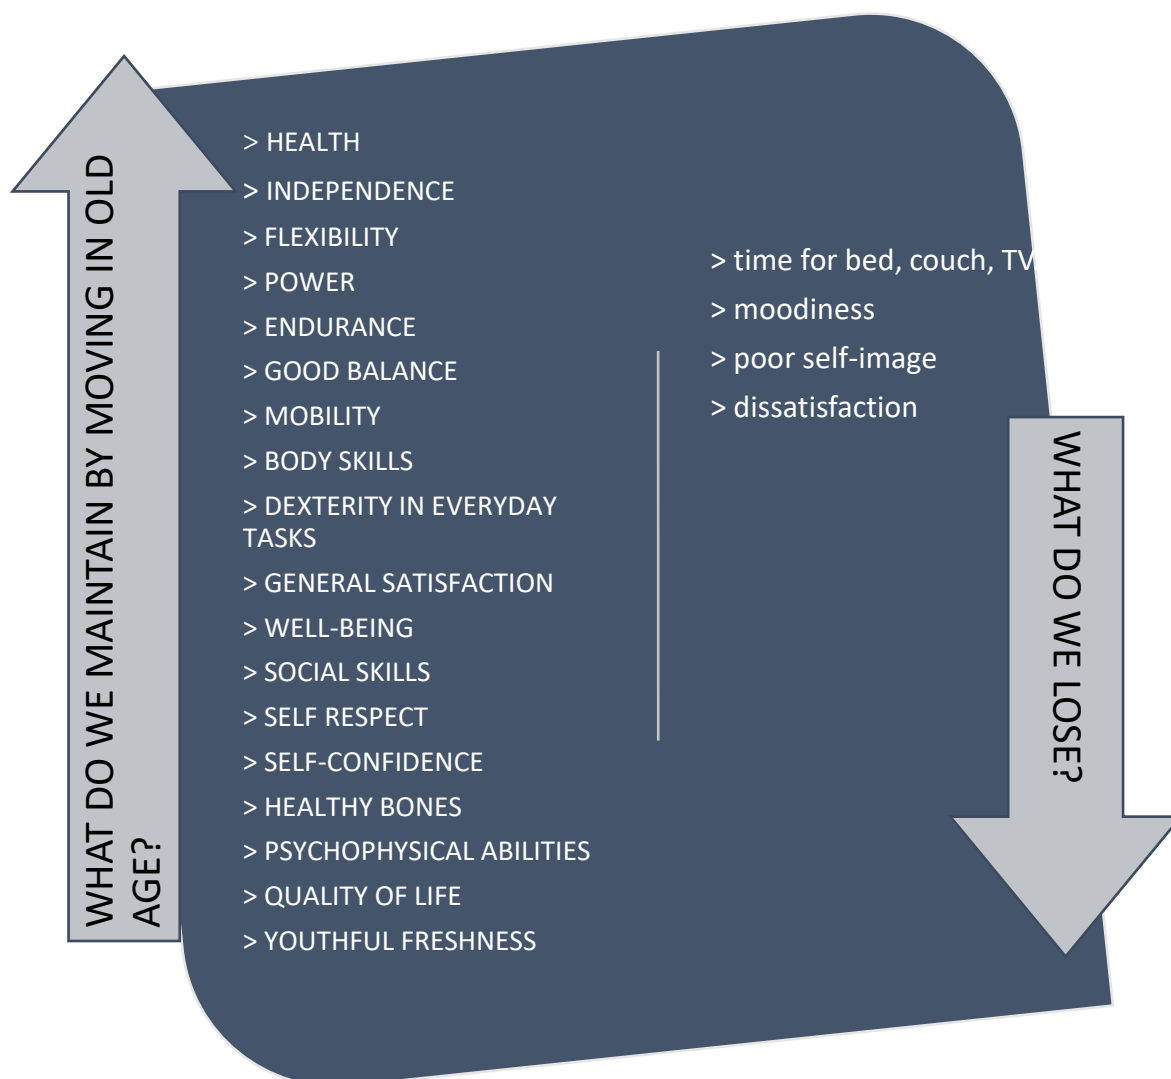 WHAT DO WE MAINTAIN BY MOVING IN OLD
AGE?
> HEALTH
> INDEPENDENCE
> FLEXIBILITY
> POWER
> ENDURANCE
> GOOD BALANCE
> MOBILITY
> BODY SKILLS
> DEXTERITY IN EVERYDAY
TASKS
> GENERAL SATISFACTION
> WELL-BEING
> SOCIAL SKILLS
> SELF RESPECT
> SELF-CONFIDENCE
> HEALTHY BONES
> PSYCHOPHYSICAL ABILITIES
> QUALITY OF LIFE
> YOUTHFUL FRESHNESS
> time for bed, couch, TV
> moodiness
> poor self-image
> dissatisfaction
WHAT DO WE LOSE?